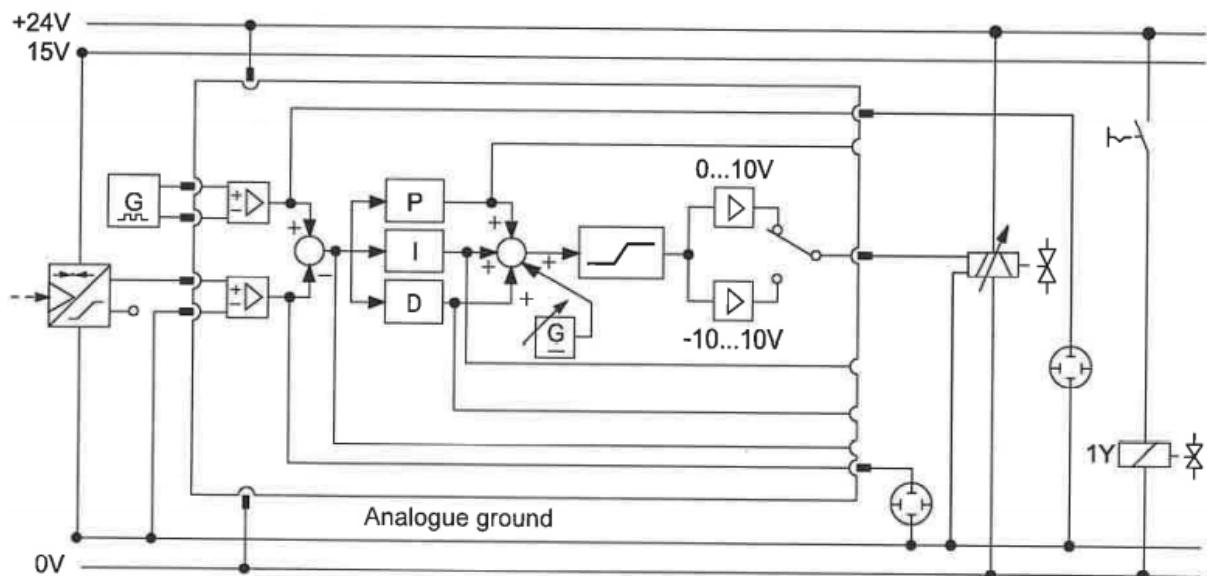 +24V
15V
G
+
−
+
−
+
−
P
I
D
+
+
+
+
G
0...10V
-10...10V
1Y
Analogue ground
0V